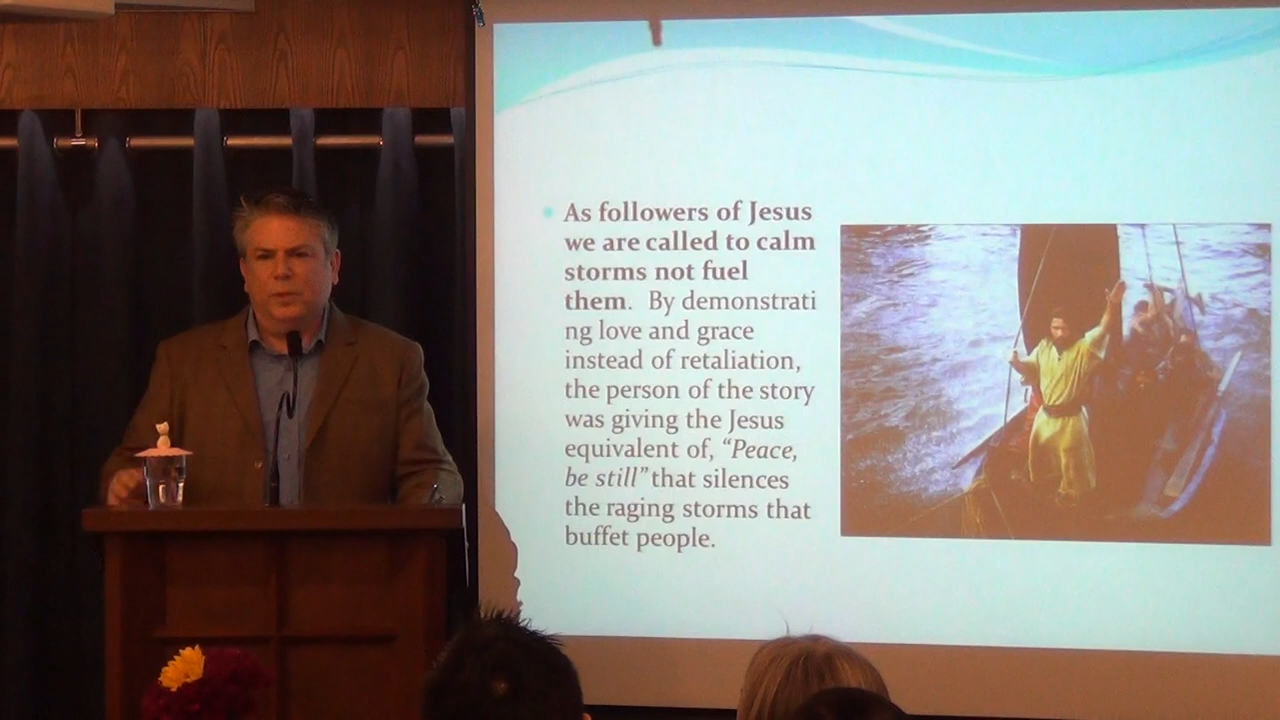 As followers of Jesus
we are called to calm
storms not fuel
them. By demonstrati
ng love and grace
instead of retaliation,
the person of the story
was giving the Jesus
equivalent of, “Peace,
be still” that silences
the raging storms that
buffet people.